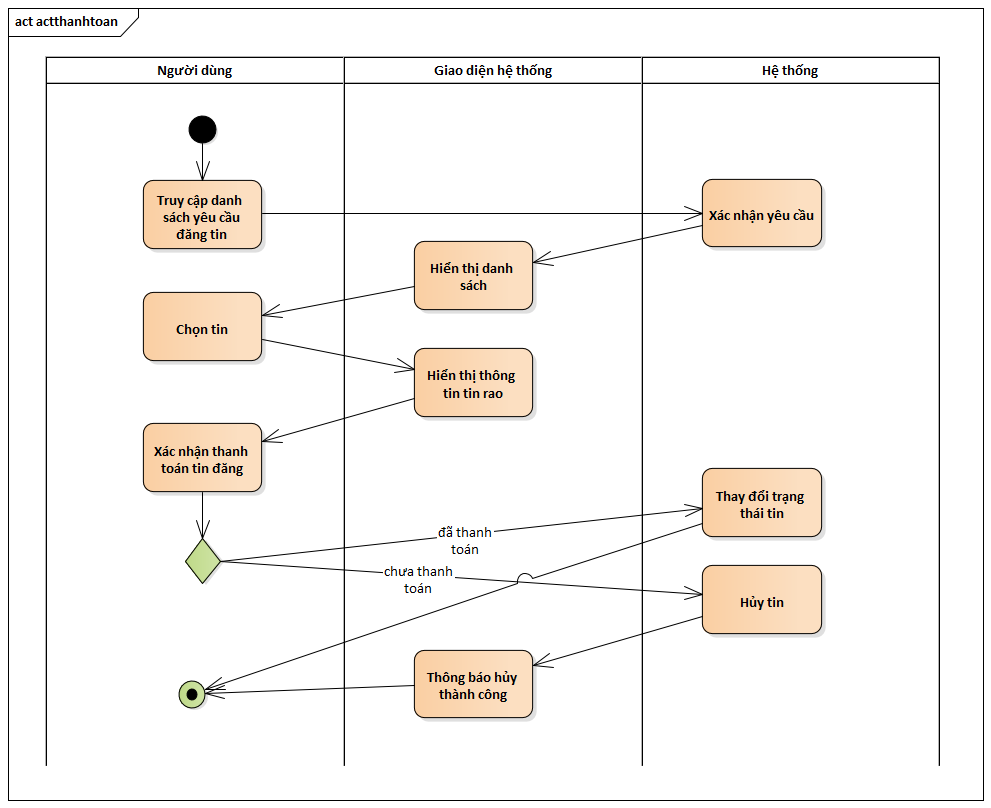 act actthanhtoan
Người dùng
Giao diện hệ thống
Hệ thống
Truy cập danh
sách yêu cầu
đăng tin
Xác nhận yêu cầu
Hiển thị danh
sách
Chọn tin
Hiển thị thông
tin tin rao
Xác nhận thanh
toán tin đăng
Thay đổi trạng
thái tin
đã thanh
toán
chưa thanh
toán
Hủy tin
Thông báo hủy
thành công